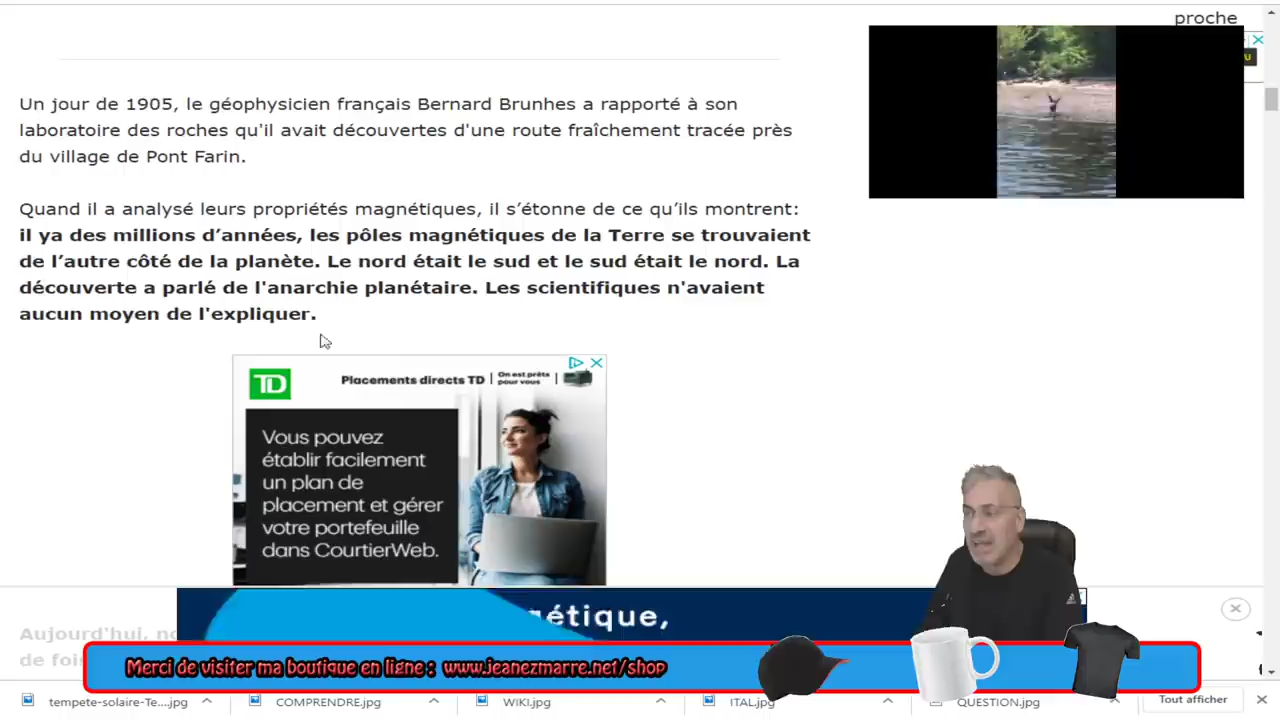 proche
Un jour de 1905, le géophysicien français Bernard Brunhes a rapporté à son
laboratoire des roches qu'il avait découvertes d'une route fraîchement tracée près
du village de Pont Farin.
Quand il a analysé leurs propriétés magnétiques, il s’étonne de ce qu’ils montrent:
il ya des millions d’années, les pôles magnétiques de la Terre se trouvaient
de l’autre côté de la planète. Le nord était le sud et le sud était le nord. La
découverte a parlé de l'anarchie planétaire. Les scientifiques n'avaient
aucun moyen de l'expliquer.
TD
Placements directs TD
On est prêts
pour vous
Vous pouvez
établir facilement
un plan de
placement et gérer
votre portefeuille
dans CourtierWeb.
gétique,
Aujourd'hui,
de fois
Merci de visiter ma boutique en ligne : www.jeanezmarre.net/shop
tempete-solaire-Te....jpg
COMPRENDRE.jpg
WIKI.jpg
ITAL.jpg
QUESTION.jpg
Tout afficher